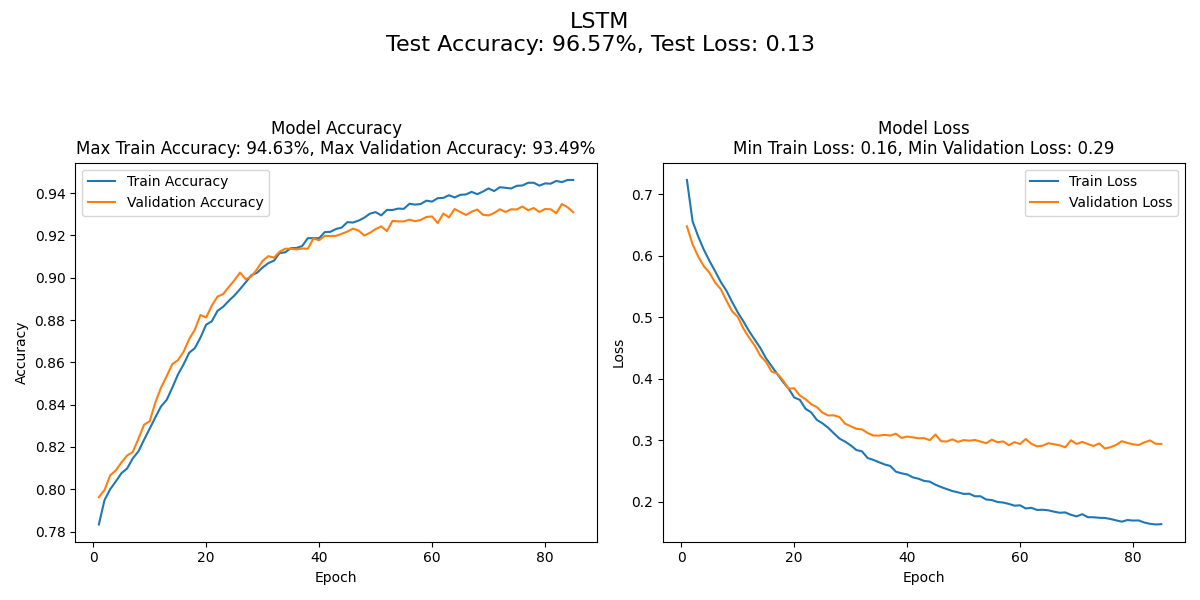 LSTM
Test Accuracy: 96.57%, Test Loss: 0.13
Model Accuracy
Max Train Accuracy: 94.63%, Max Validation Accuracy: 93.49%
Train Accuracy
Validation Accuracy
0.94
0.92
0.90
0.88
0.86
0.84
0.82
0.80
0.78
Accuracy
0
20
40
60
80
Epoch
Model Loss
Min Train Loss: 0.16, Min Validation Loss: 0.29
Train Loss
Validation Loss
0.7
0.6
0.5
0.4
0.3
0.2
Loss
0
20
40
60
80
Epoch